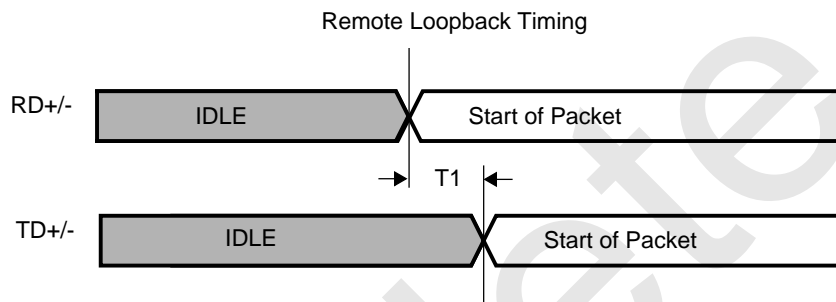 Remote Loopback Timing
RD+/-
IDLE
Start of Packet
T1
TD+/-
IDLE
Start of Packet